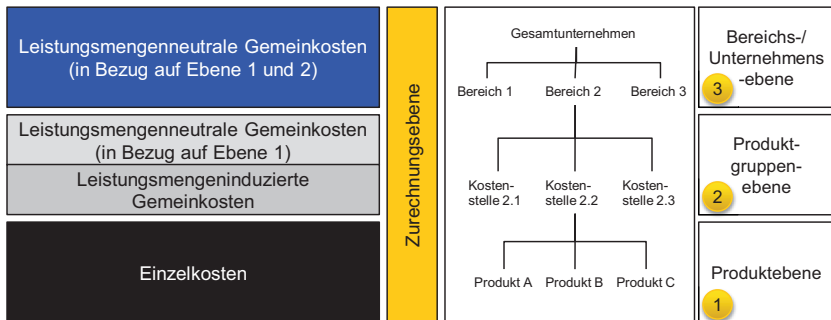 Leistungsmengenneutrale Gemeinkosten
(in Bezug auf Ebene 1 und 2)
Leistungsmengenneutrale Gemeinkosten
(in Bezug auf Ebene 1)
Leistungsmengeninduzierte
Gemeinkosten
Einzelkosten
Zurechnungsebene
Gesamtunternehmen
Bereich 1 Bereich 2 Bereich 3
Kosten- Kosten- Kosten-
stelle 2.1 stelle 2.2 stelle 2.3
Produkt A Produkt B Produkt C
Bereichs-/
Unternehmens
-ebene
3
Produkt-
gruppen-
ebene
2
Produktebene
1